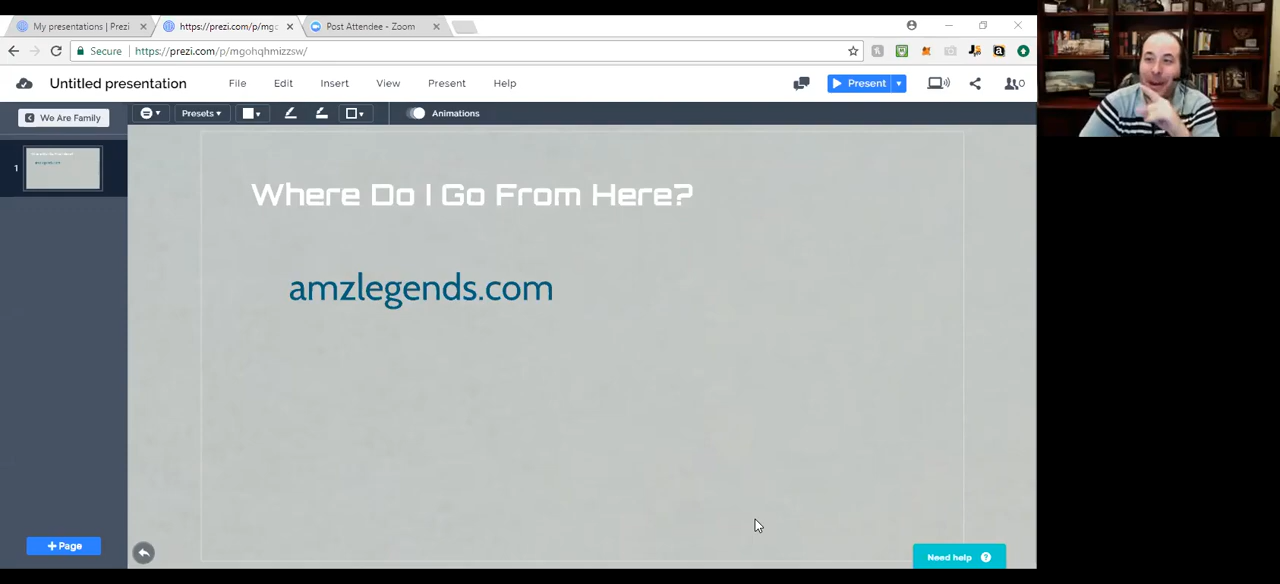 My presentations | Prezi
https://prezi.com/p/mgo
Post Attendee - Zoom
Secure
https://prezi.com/p/mgohqhmizzsw/
Untitled presentation
File
Edit
Insert
View
Present
Help
Present
0
We Are Family
Presets
Animations
1
Where Do I Go From Here?
amzlegends.com
+ Page
Need help ?